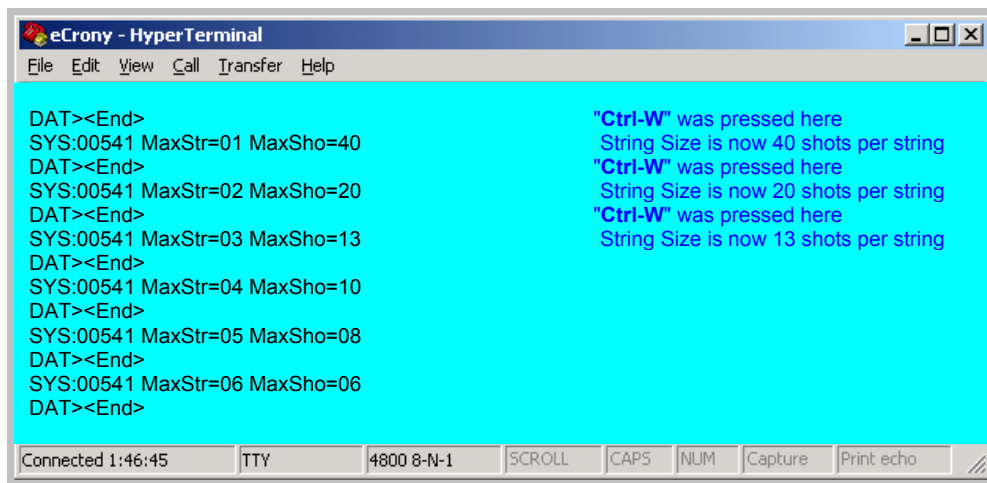 eCrony - HyperTerminal
File Edit View Call Transfer Help
DAT><End> "Ctrl-W" was pressed here
SYS:00541 MaxStr=01 MaxSho=40 String Size is now 40 shots per string
DAT><End> "Ctrl-W" was pressed here
SYS:00541 MaxStr=02 MaxSho=20 String Size is now 20 shots per string
DAT><End> "Ctrl-W" was pressed here
SYS:00541 MaxStr=03 MaxSho=13 String Size is now 13 shots per string
DAT><End>
SYS:00541 MaxStr=04 MaxSho=10
DAT><End>
SYS:00541 MaxStr=05 MaxSho=08
DAT><End>
SYS:00541 MaxStr=06 MaxSho=06
DAT><End>
Connected 1:46:45 TTY 4800 8-N-1 SCROLL CAPS NUM Capture Print echo